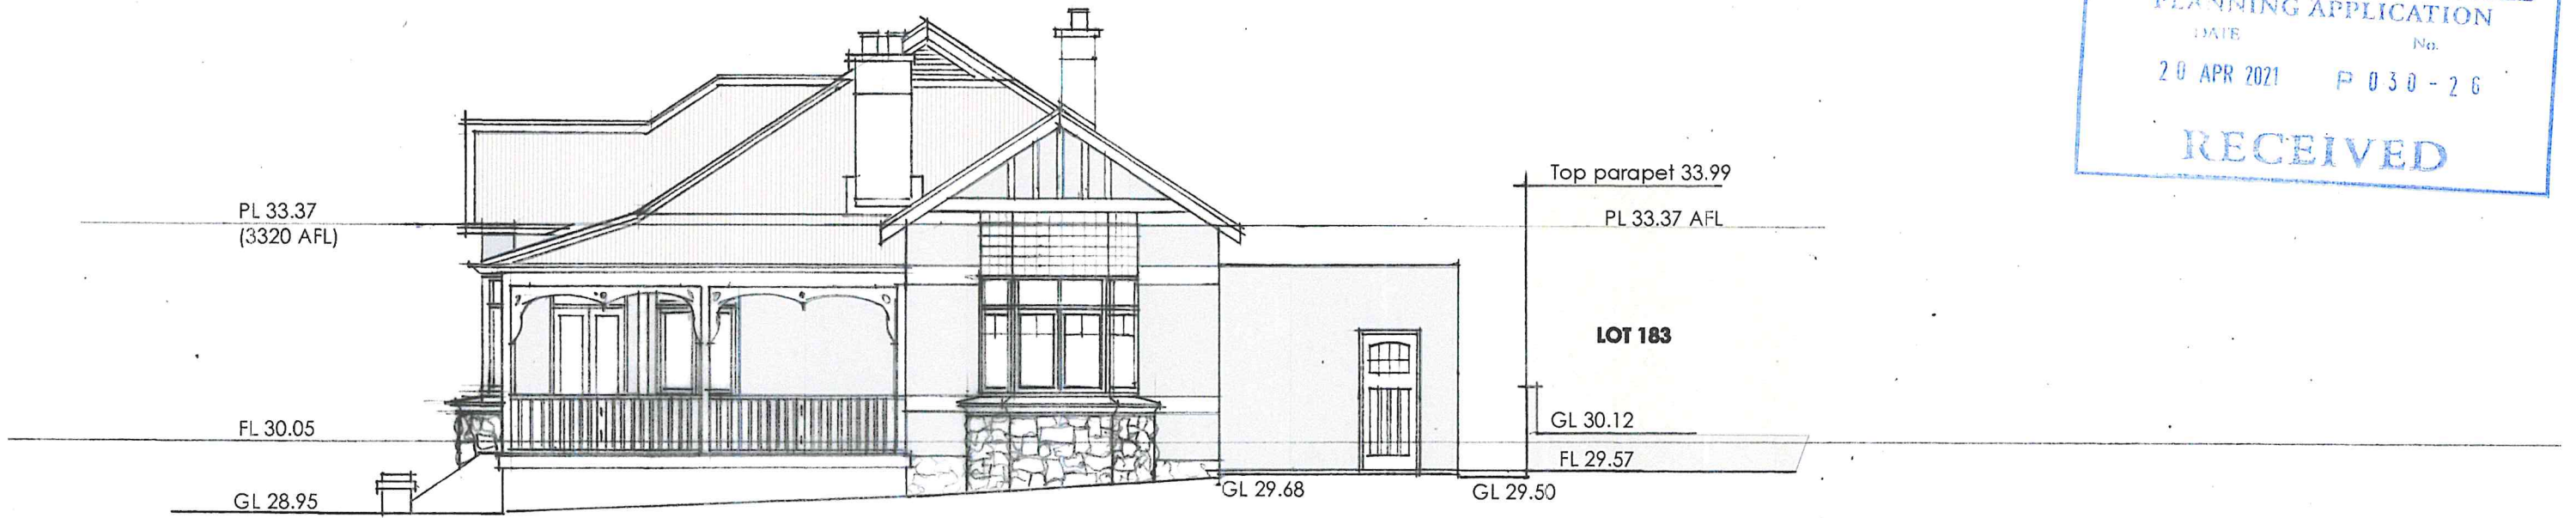 PLANNING APPLICATION
DATE No.
20 APR 2021 P 030-26
RECEIVED
Top parapet 33.99
PL 33.37
(3320 AFL)
PL 33.37 AFL
LOT 183
FL 30.05
GL 30.12
FL 29.57
GL 29.68
GL 29.50
GL 28.95